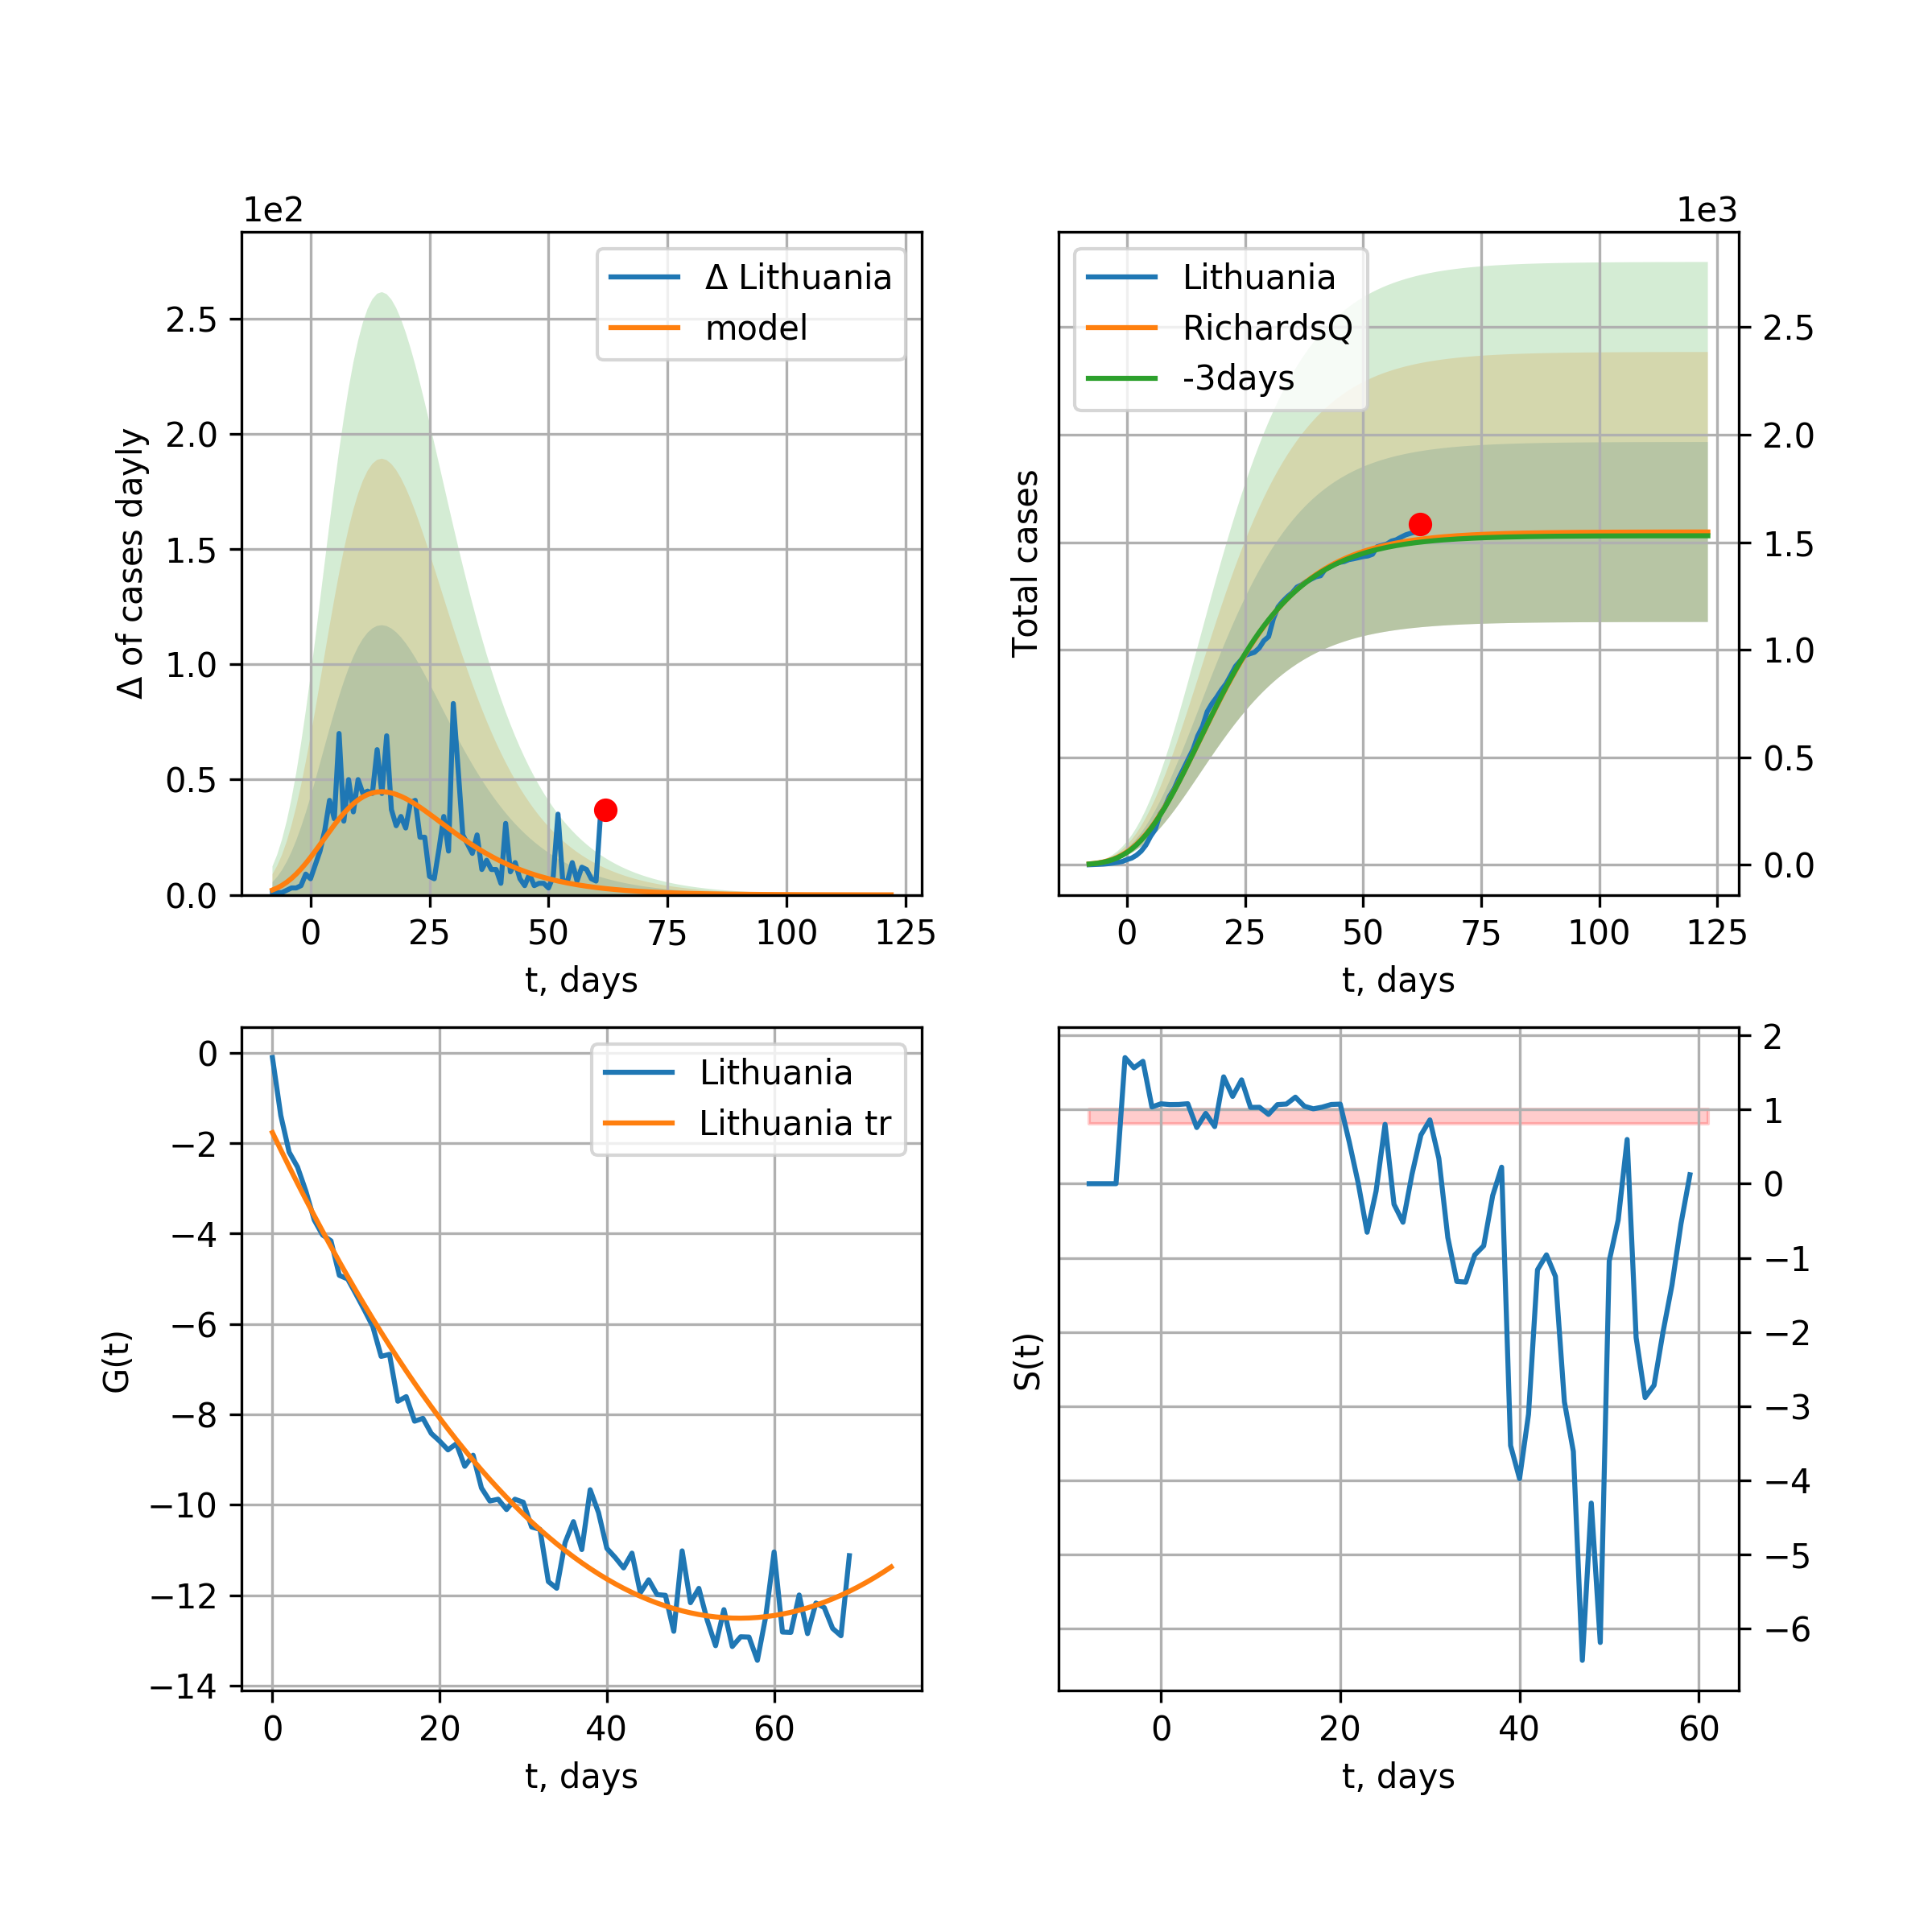 1e2
Δ of cases dayly
2.5
2.0
1.5
1.0
0.5
0.0
Δ Lithuania
model
0 25 50 75 100 125
t, days
1e3
Total cases
Lithuania
RichardsQ
-3days
2.5
2.0
1.5
1.0
0.5
0.0
0 25 50 75 100 125
t, days
G(t)
0
−2
−4
−6
−8
−10
−12
−14
Lithuania
Lithuania tr
0 20 40 60
t, days
S(t)
2
1
0
−1
−2
−3
−4
−5
−6
0 20 40 60
t, days